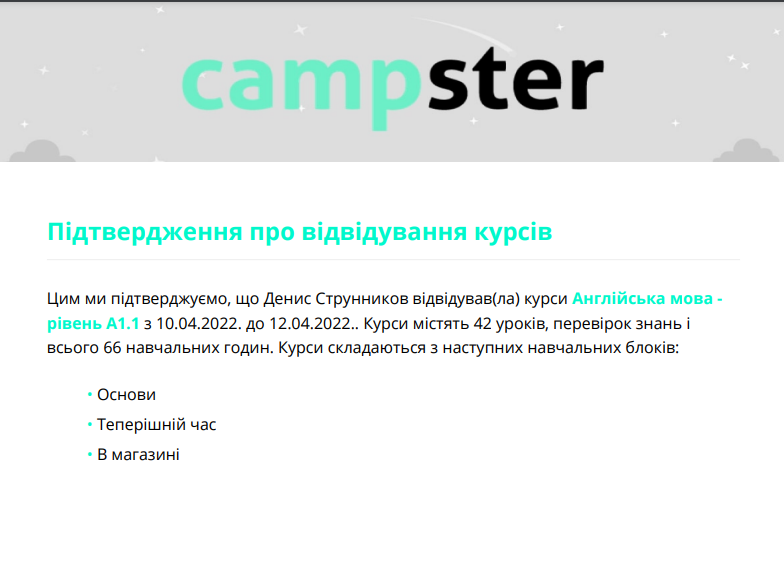 campster
Підтвердження про відвідування курсів
Цим ми підтверджуємо, що Денис Струнников відвідував(ла) курси Англійська мова -
рівень A1.1 з 10.04.2022. до 12.04.2022.. Курси містять 42 уроків, перевірок знань і
всього 66 навчальних годин. Курси складаються з наступних навчальних блоків:
• Основи
• Теперішній час
• В магазині